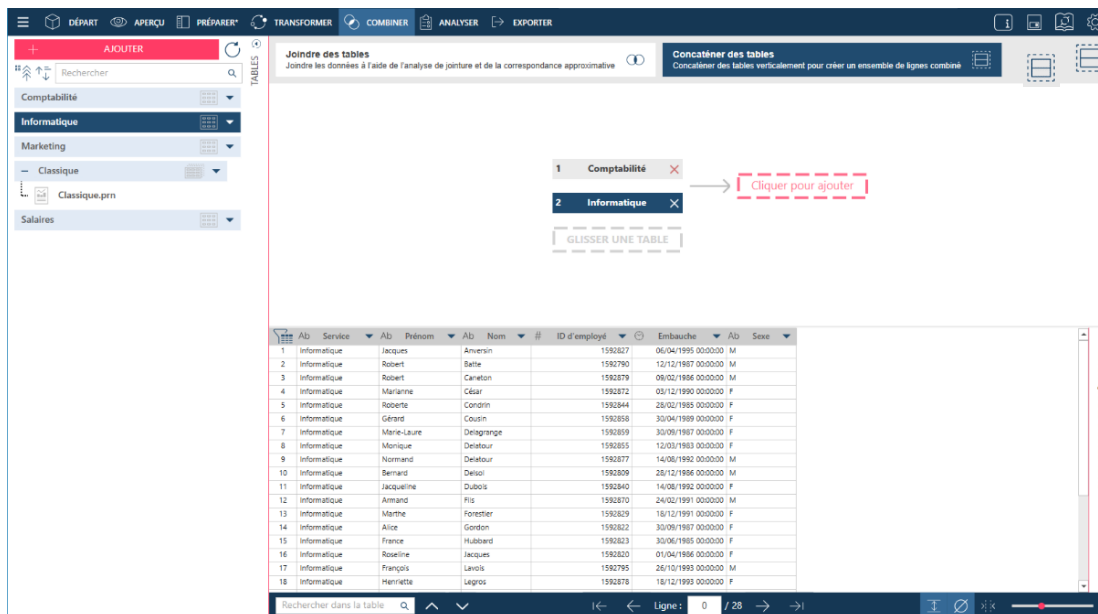 DÉPART APERÇU PRÉPARER* TRANSFORMER COMBINER ANALYSER EXPORTER
AJOUTER
Rechercher
TABLES
Comptabilité
Informatique
Marketing
Classique
Classique.prn
Salaires
Joindre des tables
Joindre les données à l'aide de l'analyse de jointure et de la correspondance approximative
Concaténer des tables
Concaténer des tables verticalement pour créer un ensemble de lignes combiné
1 Comptabilité
2 Informatique
GLISSER UNE TABLE
Cliquer pour ajouter
Ab Service Ab Prénom Ab Nom # ID d'employé Embauche Ab Sexe
1 Informatique Jacques Anversin 1592827 06/04/1995 00:00:00 M
2 Informatique Robert Batte 1592790 12/12/1987 00:00:00 M
3 Informatique Robert Caneton 1592879 09/02/1986 00:00:00 M
4 Informatique Marianne César 1592872 03/12/1990 00:00:00 F
5 Informatique Roberte Condrin 1592844 28/02/1985 00:00:00 F
6 Informatique Gérard Cousin 1592858 30/04/1989 00:00:00 F
7 Informatique Marie-Laure Delagrange 1592859 30/09/1987 00:00:00 F
8 Informatique Monique Delatour 1592855 12/03/1983 00:00:00 F
9 Informatique Normand Delatour 1592877 14/08/1992 00:00:00 M
10 Informatique Bernard Delsol 1592809 28/12/1986 00:00:00 M
11 Informatique Jacqueline Dubois 1592840 14/08/1992 00:00:00 F
12 Informatique Armand Fils 1592870 24/02/1991 00:00:00 M
13 Informatique Marthe Forestier 1592829 18/12/1991 00:00:00 F
14 Informatique Alice Gordon 1592822 30/09/1987 00:00:00 F
15 Informatique France Hubbard 1592823 30/06/1985 00:00:00 F
16 Informatique Roseline Jacques 1592820 01/04/1986 00:00:00 F
17 Informatique François Lavois 1592795 26/10/1993 00:00:00 M
18 Informatique Henriette Legros 1592878 18/12/1993 00:00:00 F
Rechercher dans la table Ligne : 0 / 28